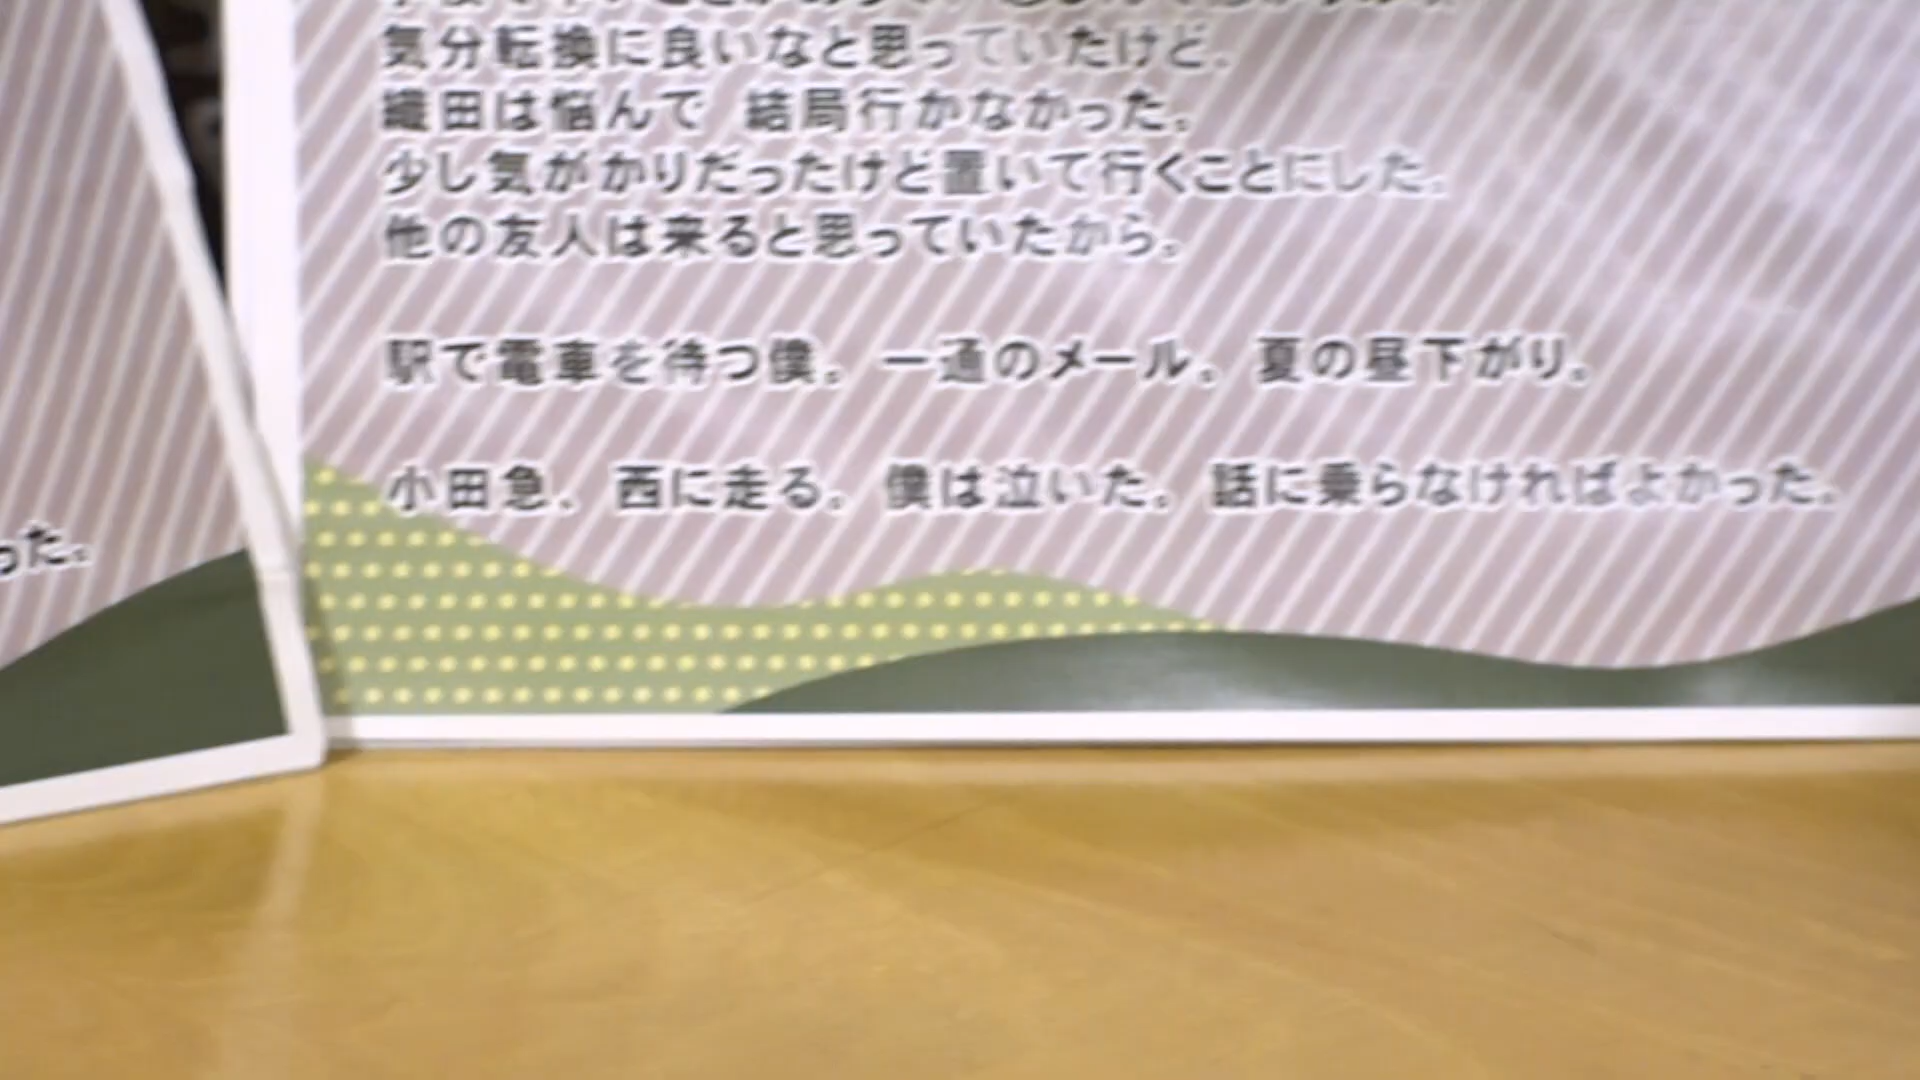 気分転換に良いなと思っていたけど、
織田は悩んで 結局行かなかった。
少し気がかりだったけど置いて行くことにした。
他の友人は来ると思っていたから。
駅で電車を待つ僕。一通のメール。夏の昼下がり。
小田急、西に走る。僕は泣いた。話に乗らなければよかった。
った。